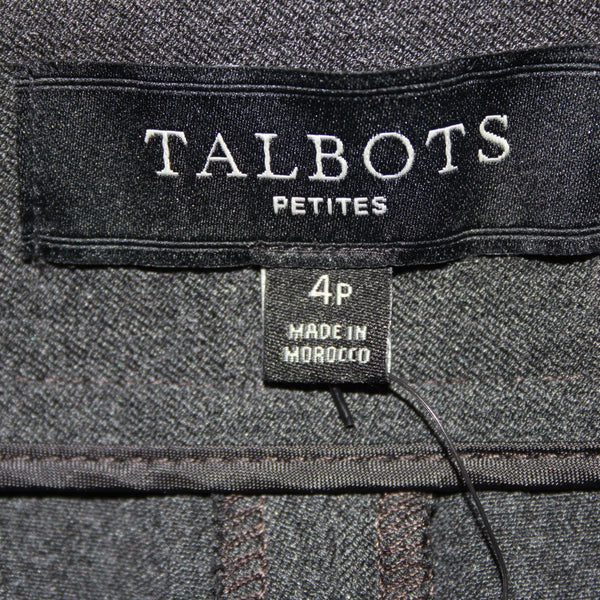 TALBOTS
PETITES
4P
MADE IN
MOROCCO